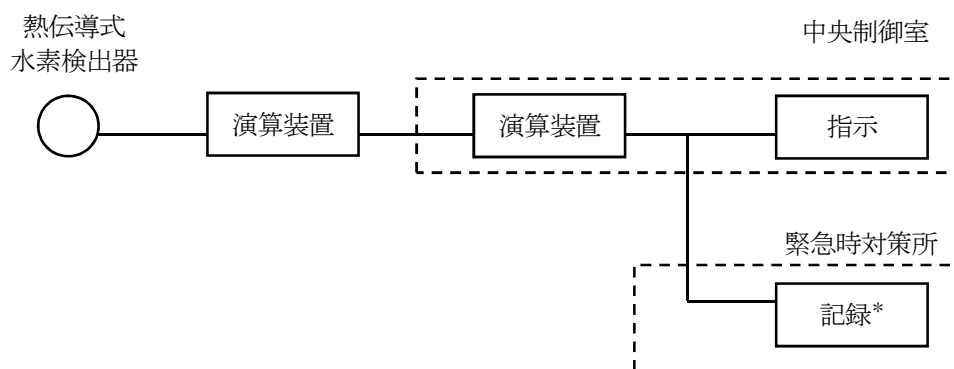 熱伝導式
水素検出器
中央制御室
演算装置
演算装置
指示
緊急時対策所
記録*